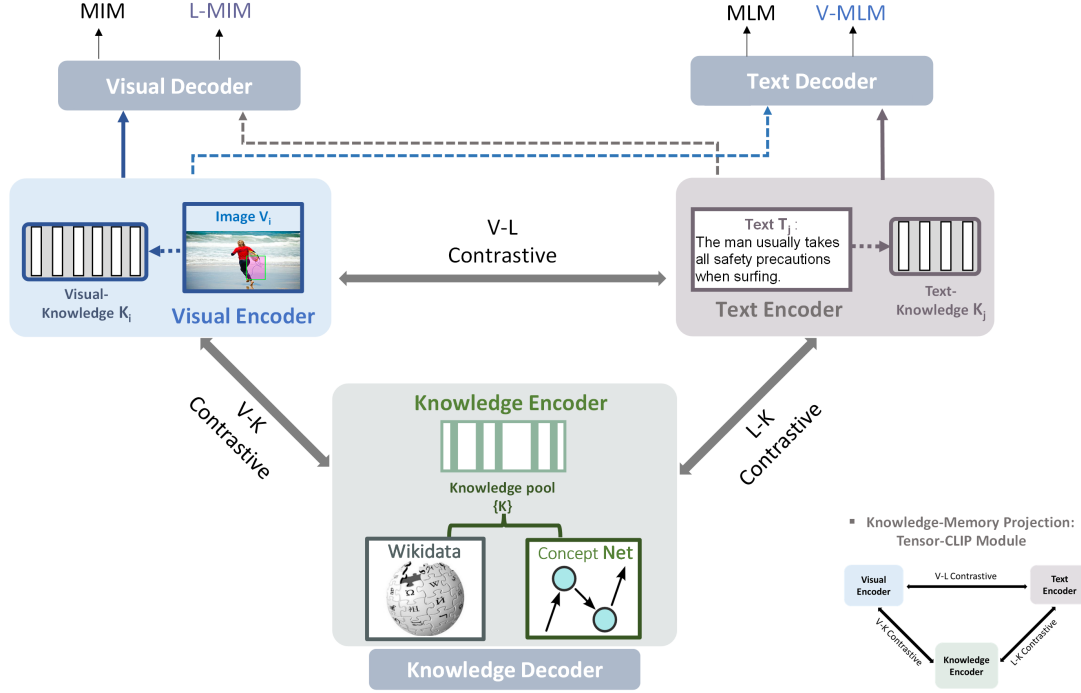 MIM
L-MIM
MLM
V-MLM
Visual Decoder
Text Decoder
Image Vi
Visual-
Knowledge Ki
Visual Encoder
V-L
Contrastive
Text Tj :
The man usually takes
all safety precautions
when surfing.
Text Encoder
Text-
Knowledge Kj
V-K
Contrastive
L-K
Contrastive
Knowledge Encoder
Knowledge pool
{K}
Wikidata
Concept Net
Knowledge Decoder
▪ Knowledge-Memory Projection:
Tensor-CLIP Module
Visual
Encoder
V-L Contrastive
Text
Encoder
V-K Contrastive
L-K Contrastive
Knowledge
Encoder